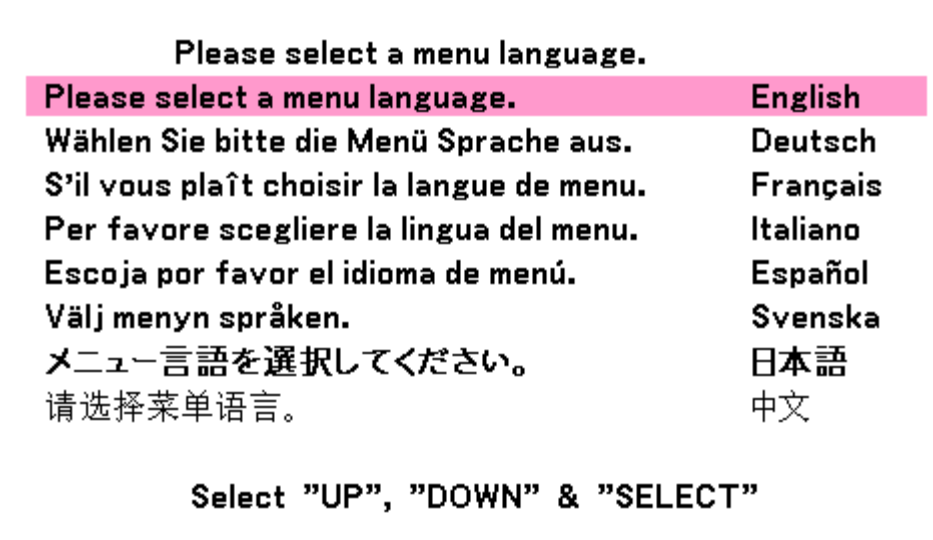 Please select a menu language.
Please select a menu language. English
Wählen Sie bitte die Menü Sprache aus. Deutsch
S'il vous plaît choisir la langue de menu. Français
Per favore scegliere la lingua del menu. Italiano
Escoja por favor el idioma de menú. Español
Välj menyn språken. Svenska
メニュー言語を選択してください。 日本語
请选择菜单语言。 中文
Select ”UP”, ”DOWN” & ”SELECT”